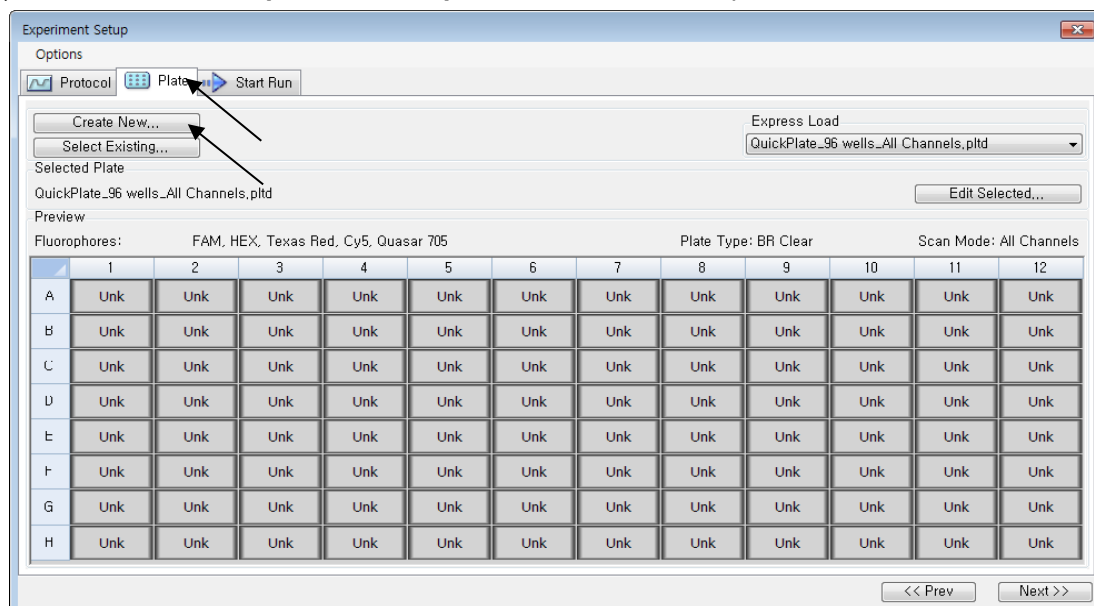 Experiment Setup
Options
Protocol Plate Start Run
Create New... Express Load
Select Existing... QuickPlate_96 wells_All Channels.pltd
Selected Plate
QuickPlate_96 wells_All Channels.pltd Edit Selected...
Preview
Fluorophores: FAM, HEX, Texas Red, Cy5, Quasar 705 Plate Type: BR Clear Scan Mode: All Channels
1 2 3 4 5 6 7 8 9 10 11 12
A Unk Unk Unk Unk Unk Unk Unk Unk Unk Unk Unk Unk
B Unk Unk Unk Unk Unk Unk Unk Unk Unk Unk Unk Unk
C Unk Unk Unk Unk Unk Unk Unk Unk Unk Unk Unk Unk
D Unk Unk Unk Unk Unk Unk Unk Unk Unk Unk Unk Unk
E Unk Unk Unk Unk Unk Unk Unk Unk Unk Unk Unk Unk
F Unk Unk Unk Unk Unk Unk Unk Unk Unk Unk Unk Unk
G Unk Unk Unk Unk Unk Unk Unk Unk Unk Unk Unk Unk
H Unk Unk Unk Unk Unk Unk Unk Unk Unk Unk Unk Unk
<< Prev Next >>